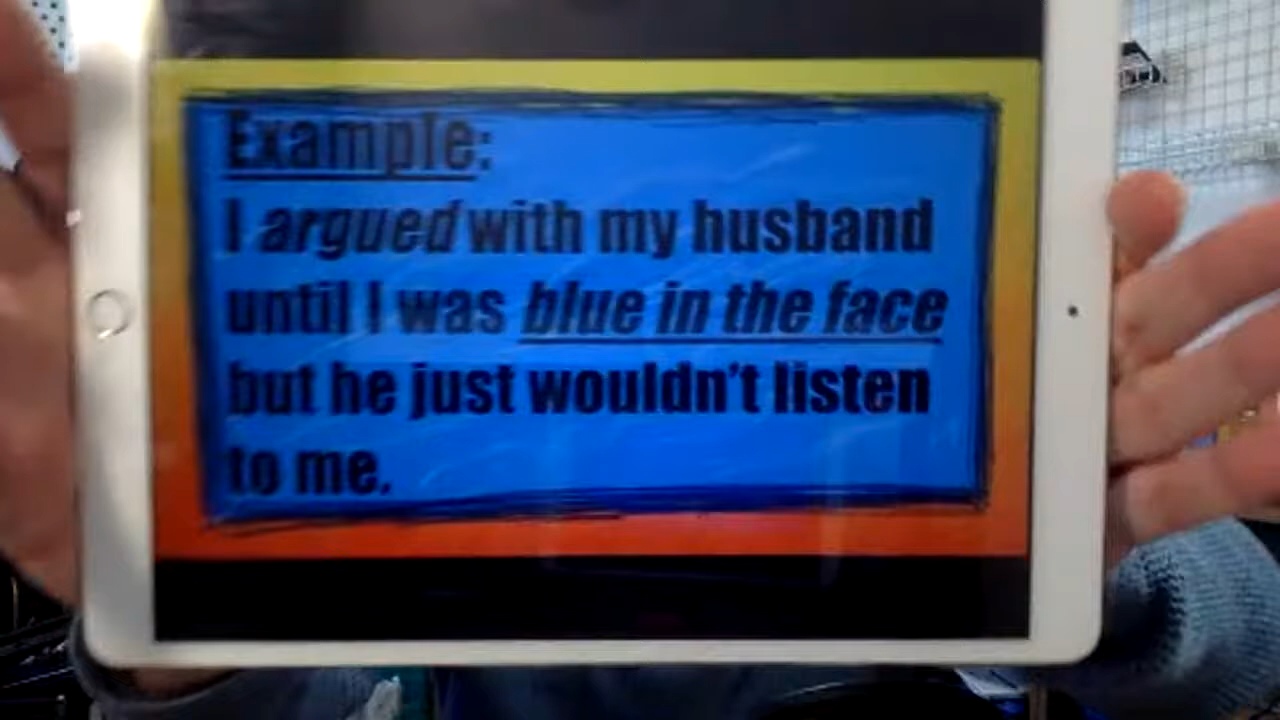 Example:
I argued with my husband
until I was blue in the face
but he just wouldn't listen
to me.